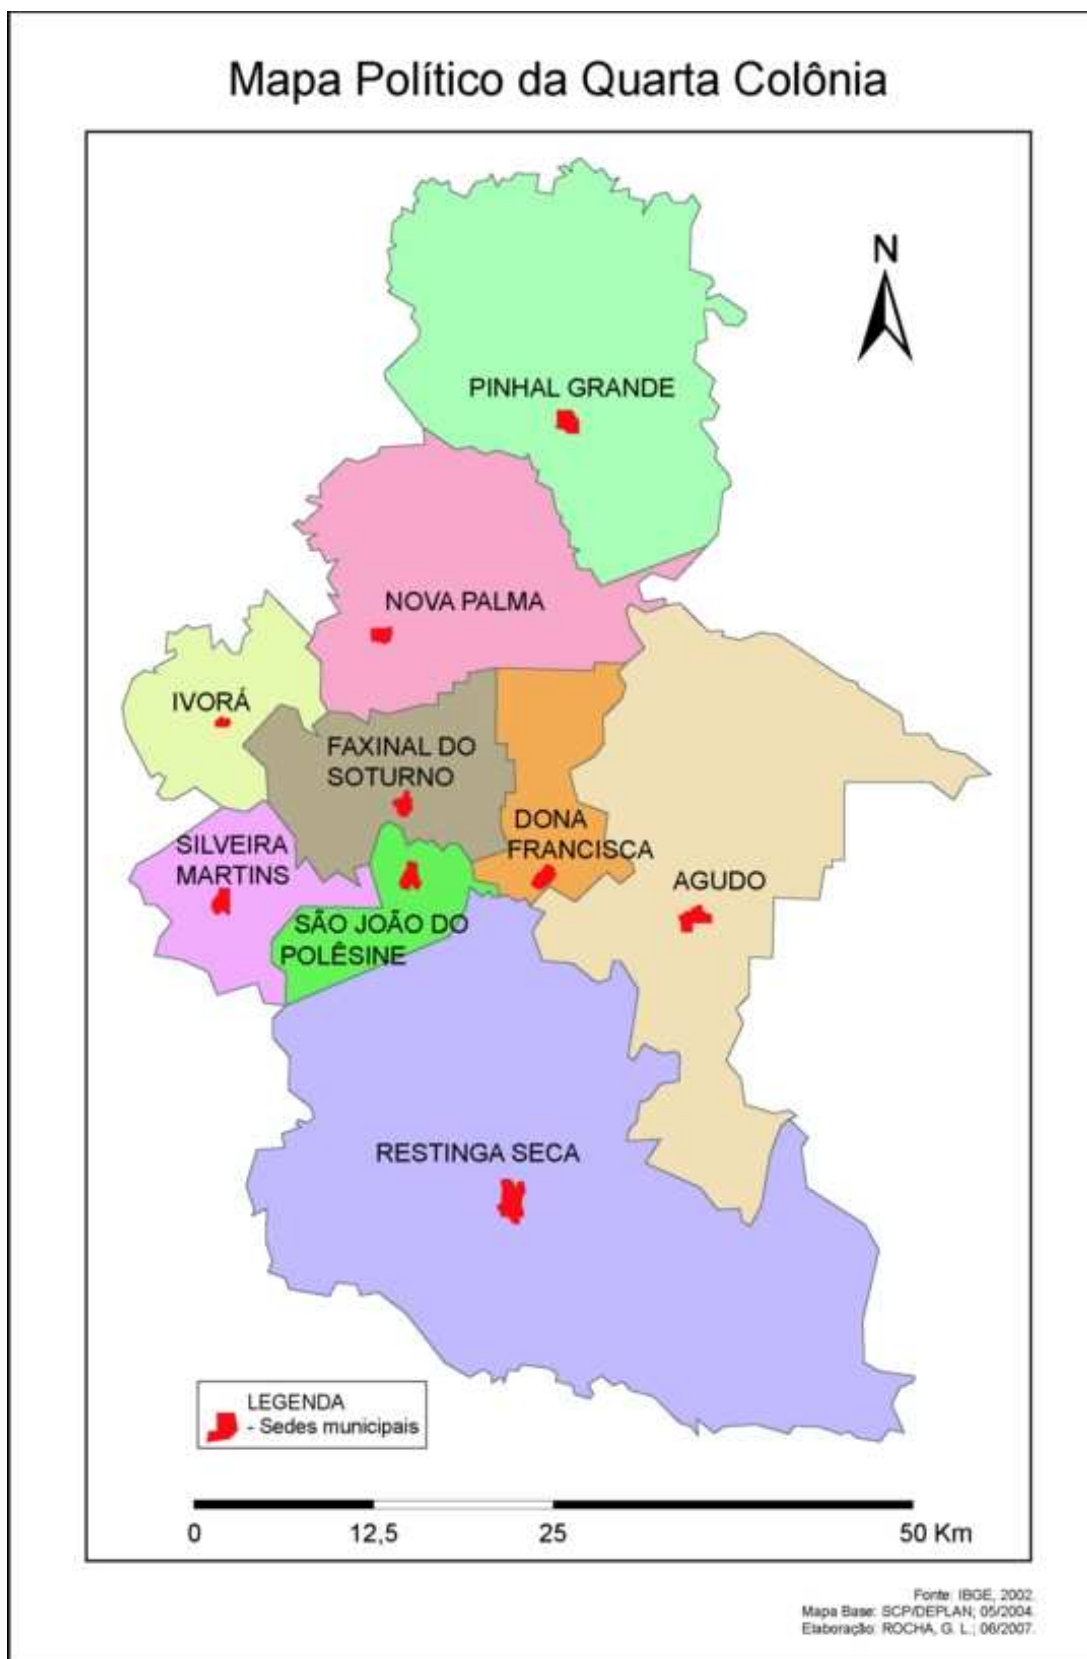 Mapa Político da Quarta Colônia
N
PINHAL GRANDE
NOVA PALMA
IVORÁ
FAXINAL DO
SOTURNO
DONA
FRANCISCA
SILVEIRA
MARTINS
AGUDO
SÃO JOÃO DO
POLÊSINE
RESTINGA SECA
LEGENDA
- Sedes municipais
0 12,5 25 50 Km
Fonte: IBGE, 2002.
Mapa Base: SCP/DEPLAN; 05/2004.
Elaboração: ROCHA, G. L.; 06/2007.